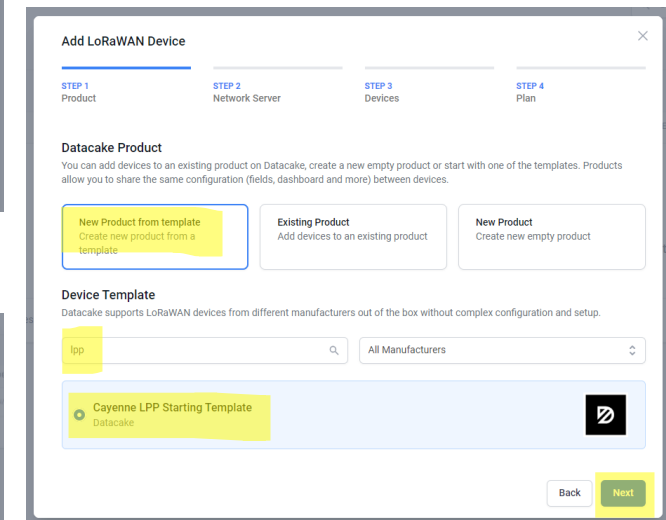 Add LoRaWAN Device
STEP 1
Product
STEP 2
Network Server
STEP 3
Devices
STEP 4
Plan
Datacake Product
You can add devices to an existing product on Datacake, create a new empty product or start with one of the templates. Products
allow you to share the same configuration (fields, dashboard and more) between devices.
New Product from template
Create new product from a
template
Existing Product
Add devices to an existing product
New Product
Create new empty product
Device Template
Datacake supports LoRaWAN devices from different manufacturers out of the box without complex configuration and setup.
lpp
All Manufacturers
Cayenne LPP Starting Template
Datacake
Back
Next